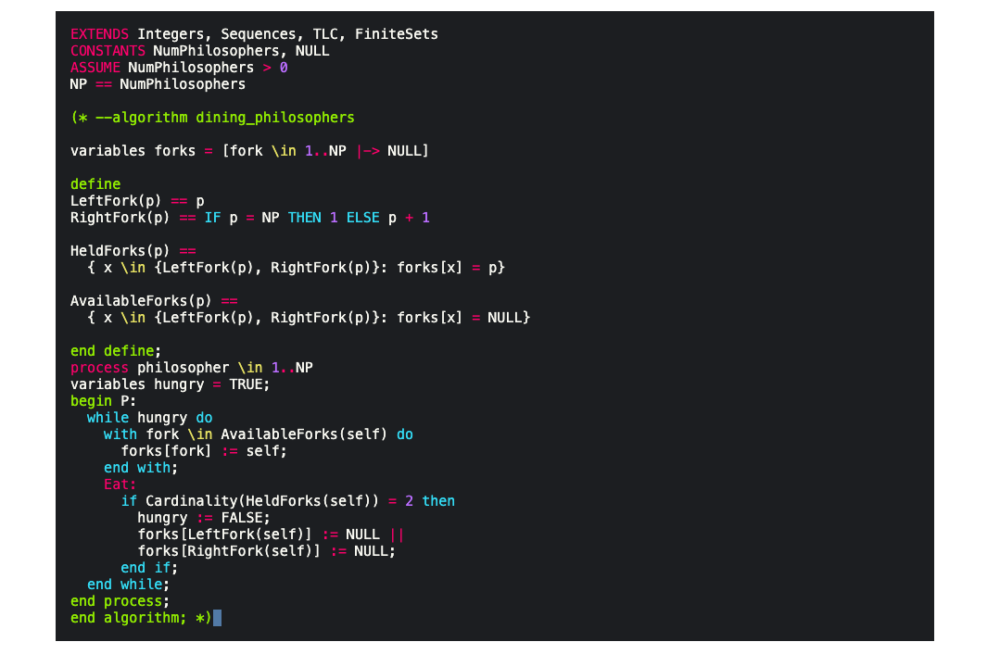 EXTENDS Integers, Sequences, TLC, FiniteSets
CONSTANTS NumPhilosophers, NULL
ASSUME NumPhilosophers > 0
NP == NumPhilosophers
(* --algorithm dining_philosophers
variables forks = [fork \in 1..NP |-> NULL]
define
LeftFork(p) == p
RightFork(p) == IF p = NP THEN 1 ELSE p + 1
HeldForks(p) ==
  { x \in {LeftFork(p), RightFork(p)}: forks[x] = p}
AvailableForks(p) ==
  { x \in {LeftFork(p), RightFork(p)}: forks[x] = NULL}
end define;
process philosopher \in 1..NP
variables hungry = TRUE;
begin P:
  while hungry do
    with fork \in AvailableForks(self) do
      forks[fork] := self;
    end with;
    Eat:
      if Cardinality(HeldForks(self)) = 2 then
        hungry := FALSE;
        forks[LeftFork(self)] := NULL ||
        forks[RightFork(self)] := NULL;
      end if;
  end while;
end process;
end algorithm; *)